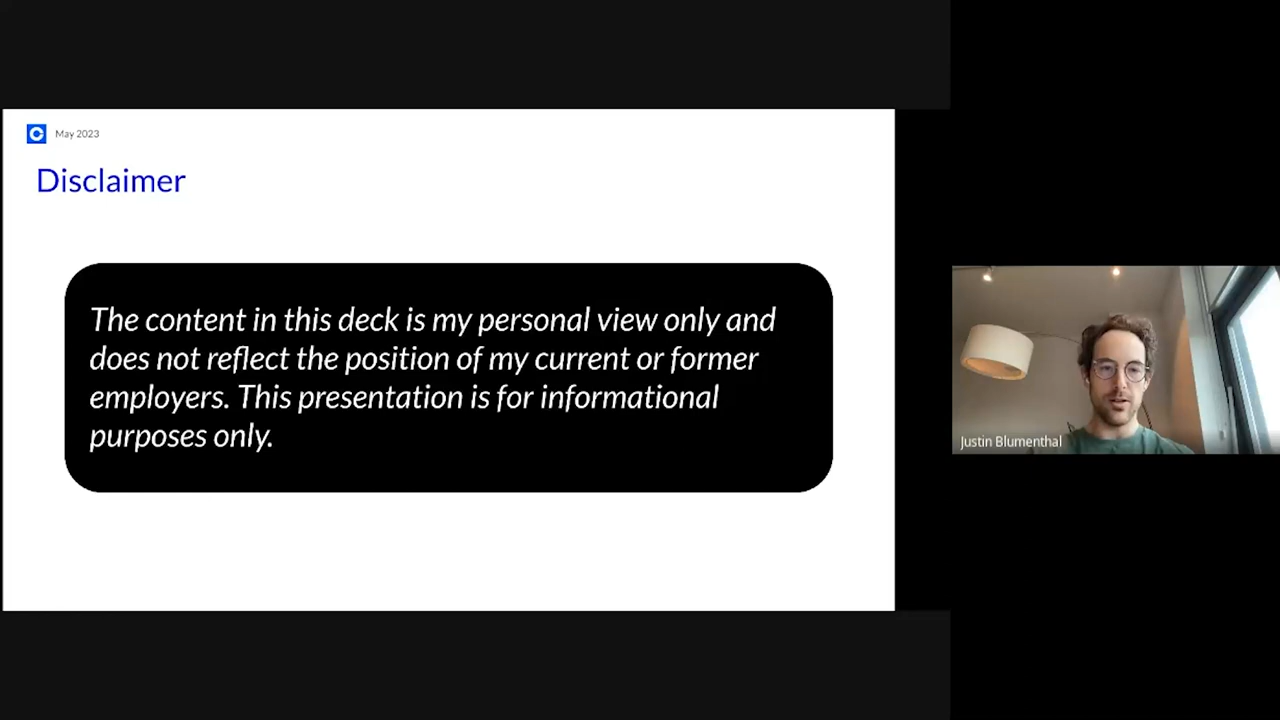 May 2023
Disclaimer
The content in this deck is my personal view only and
does not reflect the position of my current or former
employers. This presentation is for informational
purposes only.
Justin Blumenthal